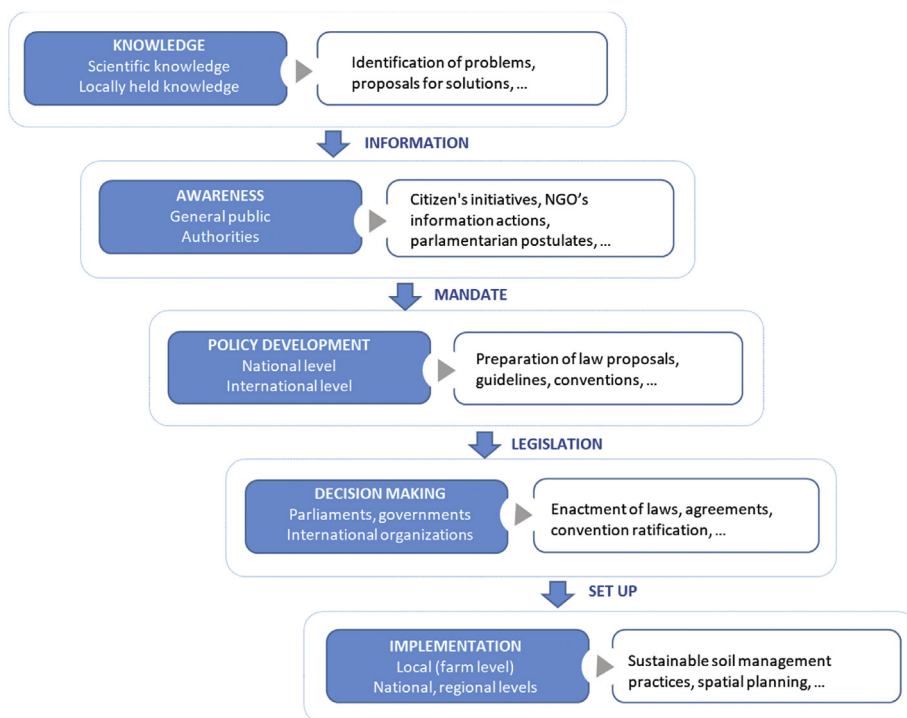 KNOWLEDGE
Scientific knowledge
Locally held knowledge
Identification of problems,
proposals for solutions, ...
INFORMATION
AWARENESS
General public
Authorities
Citizen's initiatives, NGO's
information actions,
parlamentarian postulates, ...
MANDATE
POLICY DEVELOPMENT
National level
International level
Preparation of law proposals,
guidelines, conventions, ...
LEGISLATION
DECISION MAKING
Parliaments, governments
International organizations
Enactment of laws, agreements,
convention ratification, ...
SET UP
IMPLEMENTATION
Local (farm level)
National, regional levels
Sustainable soil management
practices, spatial planning, ...